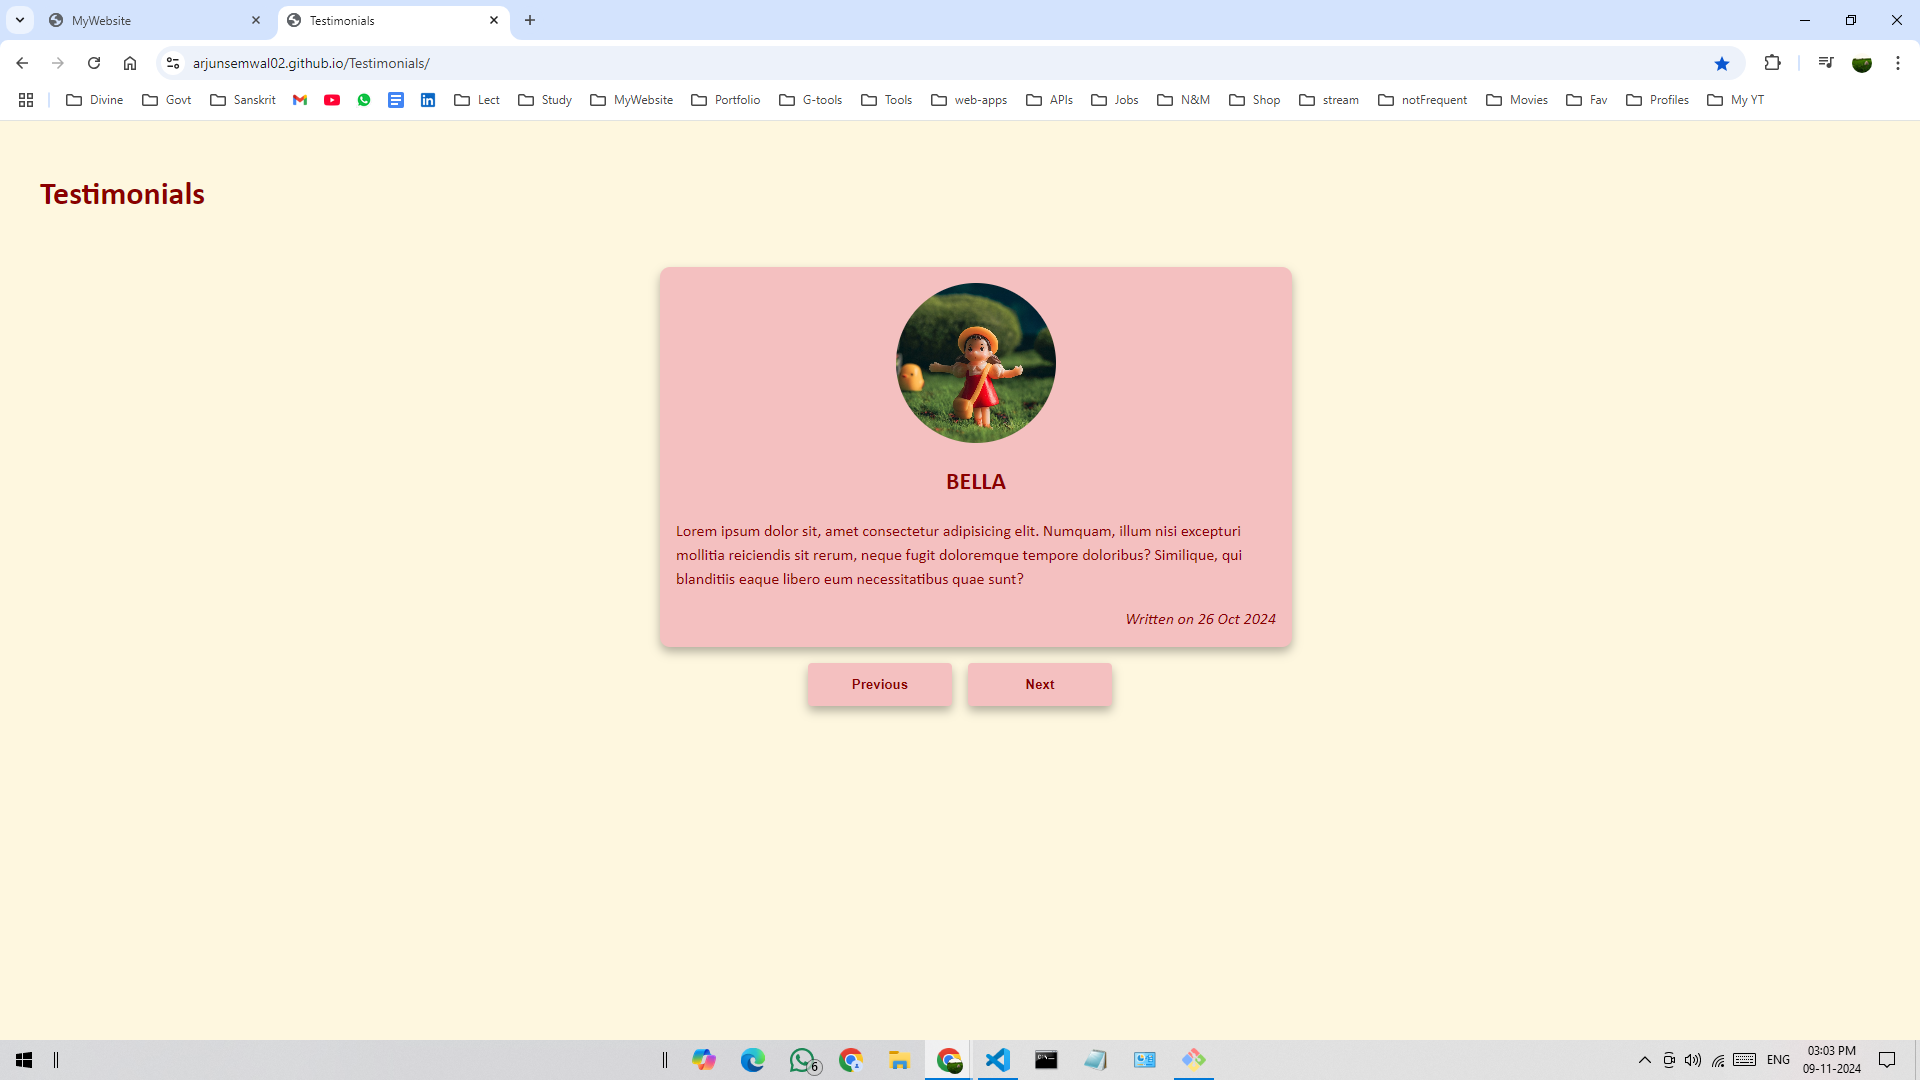 MyWebsite
Testimonials
arjunsemwal02.github.io/Testimonials/
Divine Govt Sanskrit Lect Study MyWebsite Portfolio G-tools Tools web-apps APIs Jobs N&M Shop stream notFrequent Movies Fav Profiles My YT
Testimonials
BELLA
Lorem ipsum dolor sit, amet consectetur adipisicing elit. Numquam, illum nisi excepturi
mollitia reiciendis sit rerum, neque fugit doloremque tempore doloribus? Similique, qui
blanditiis eaque libero eum necessitatibus quae sunt?
Written on 26 Oct 2024
Previous Next
6
ENG
03:03 PM
09-11-2024